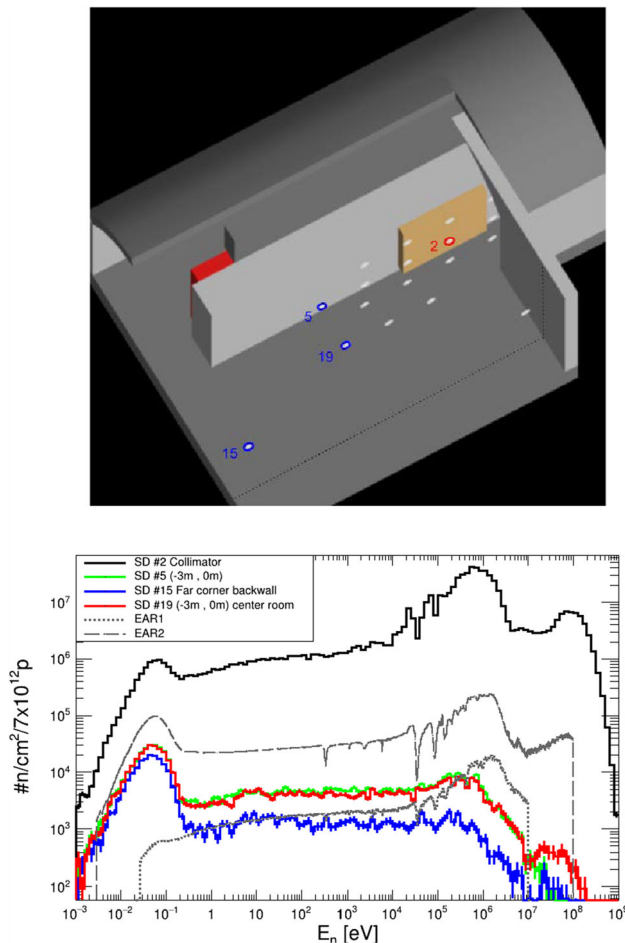 2
5
19
15
SD #2 Collimator
SD #5 (-3m , 0m)
SD #15 Far corner backwall
SD #19 (-3m , 0m) center room
EAR1
EAR2
10⁷
10⁶
10⁵
10⁴
10³
10²
#n/cm²/7x10¹²p
10⁻³ 10⁻² 10⁻¹ 1 10 10² 10³ 10⁴ 10⁵ 10⁶ 10⁷ 10⁸ 10⁹
Eₙ [eV]